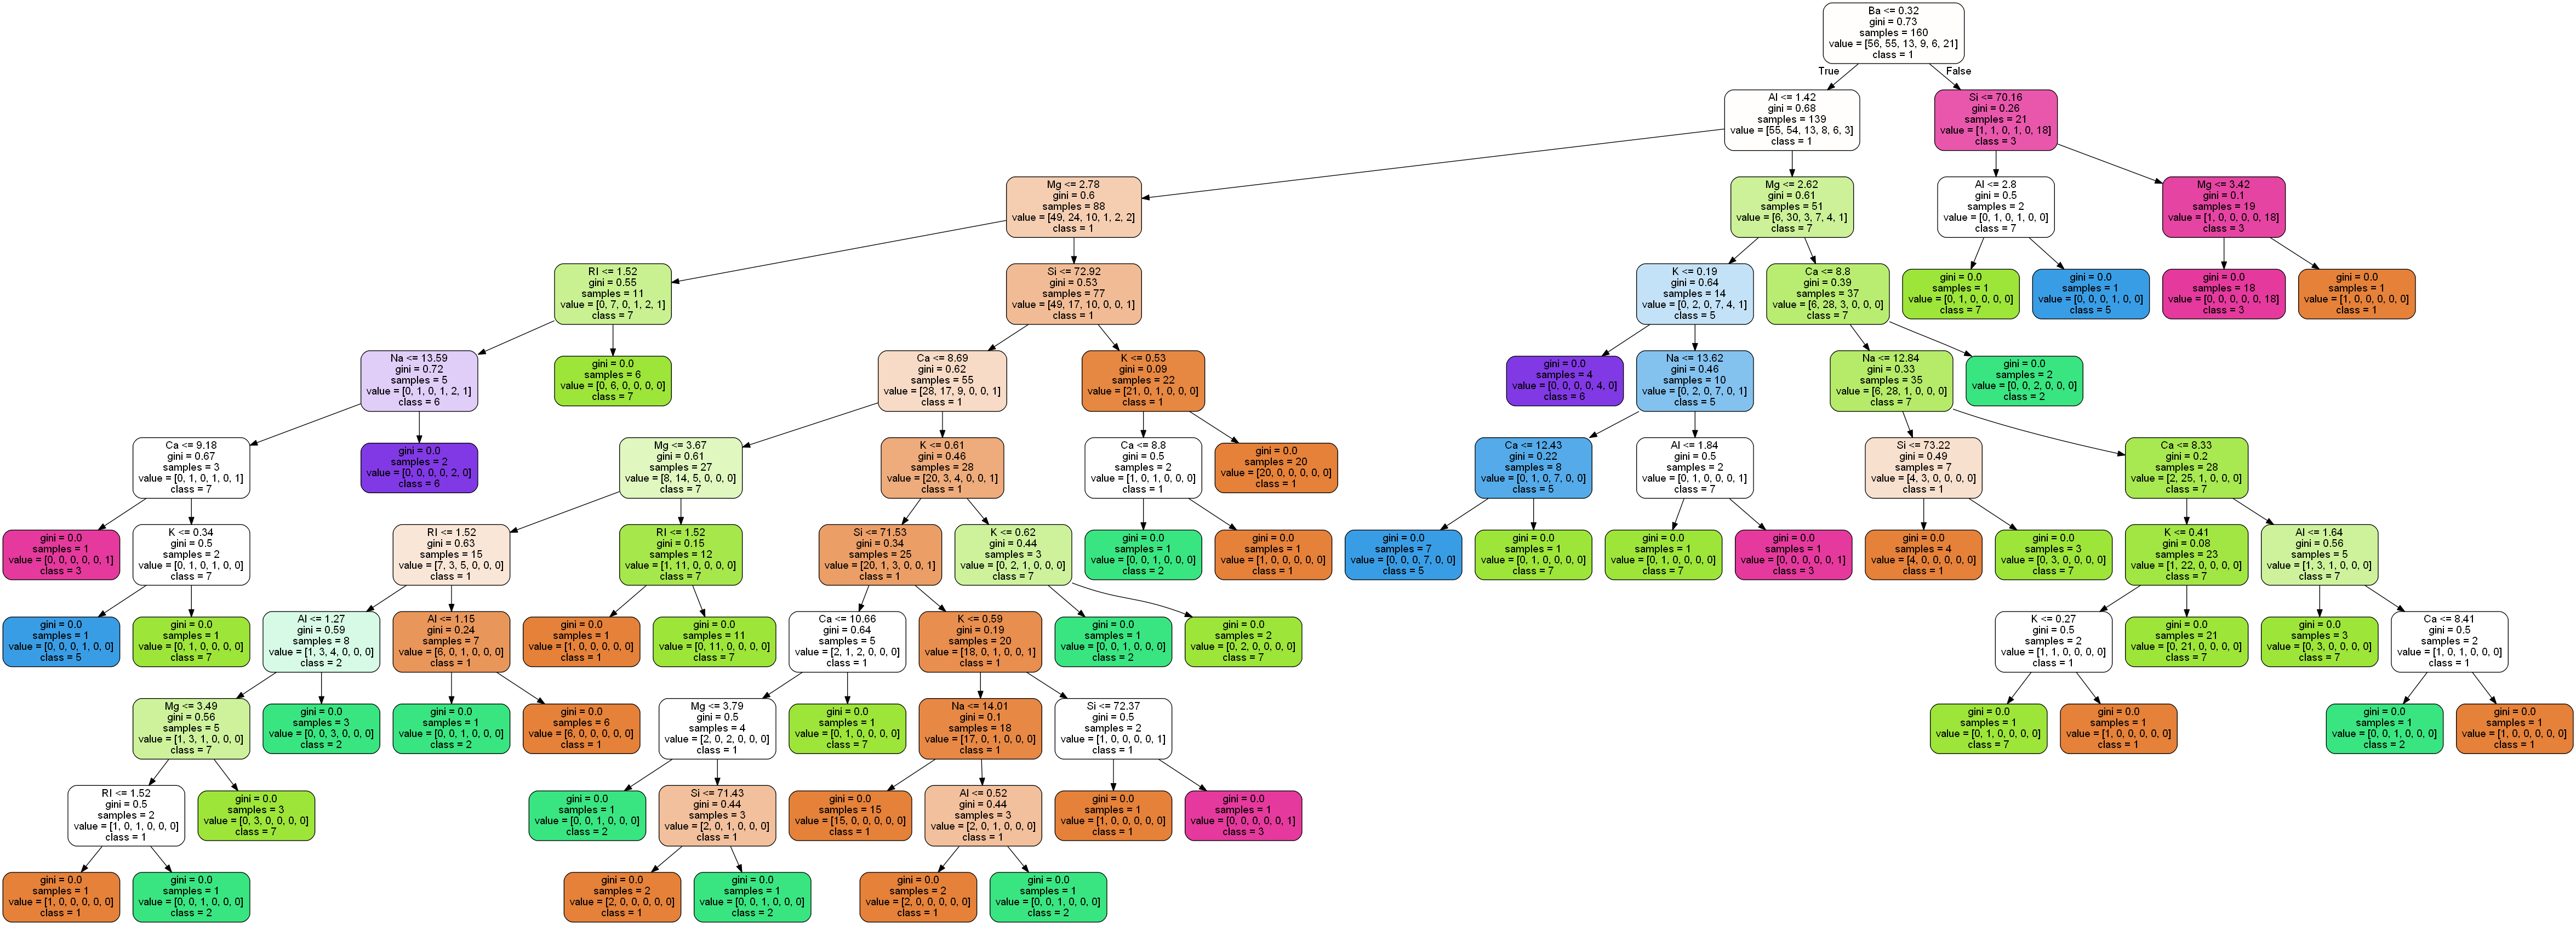 Ba <= 0.32
gini = 0.73
samples = 160
value = [56, 55, 13, 9, 6, 21]
class = 1
True
False
Al <= 1.42
gini = 0.68
samples = 139
value = [55, 54, 13, 8, 6, 3]
class = 1
Si <= 70.16
gini = 0.26
samples = 21
value = [1, 1, 0, 1, 0, 18]
class = 3
Mg <= 2.78
gini = 0.6
samples = 88
value = [49, 24, 10, 1, 2, 2]
class = 1
Mg <= 2.62
gini = 0.61
samples = 51
value = [6, 30, 3, 7, 4, 1]
class = 7
Al <= 2.8
gini = 0.5
samples = 2
value = [0, 1, 0, 1, 0, 0]
class = 7
Mg <= 3.42
gini = 0.1
samples = 19
value = [1, 0, 0, 0, 0, 18]
class = 3
RI <= 1.52
gini = 0.55
samples = 11
value = [0, 7, 0, 1, 2, 1]
class = 7
Si <= 72.92
gini = 0.53
samples = 77
value = [49, 17, 10, 0, 0, 1]
class = 1
K <= 0.19
gini = 0.64
samples = 14
value = [0, 2, 0, 7, 4, 1]
class = 5
Ca <= 8.8
gini = 0.39
samples = 37
value = [6, 28, 3, 0, 0, 0]
class = 7
gini = 0.0
samples = 1
value = [0, 1, 0, 0, 0, 0]
class = 7
gini = 0.0
samples = 1
value = [0, 0, 0, 1, 0, 0]
class = 5
gini = 0.0
samples = 18
value = [0, 0, 0, 0, 0, 18]
class = 3
gini = 0.0
samples = 1
value = [1, 0, 0, 0, 0, 0]
class = 1
Na <= 13.59
gini = 0.72
samples = 5
value = [0, 1, 0, 1, 2, 1]
class = 6
gini = 0.0
samples = 6
value = [0, 6, 0, 0, 0, 0]
class = 7
Ca <= 8.69
gini = 0.62
samples = 55
value = [28, 17, 9, 0, 0, 1]
class = 1
K <= 0.53
gini = 0.09
samples = 22
value = [21, 0, 1, 0, 0, 0]
class = 1
gini = 0.0
samples = 4
value = [0, 0, 0, 0, 4, 0]
class = 6
Na <= 13.62
gini = 0.46
samples = 10
value = [0, 2, 0, 7, 0, 1]
class = 5
Na <= 12.84
gini = 0.33
samples = 35
value = [6, 28, 1, 0, 0, 0]
class = 7
gini = 0.0
samples = 2
value = [0, 0, 2, 0, 0, 0]
class = 2
Ca <= 9.18
gini = 0.67
samples = 3
value = [0, 1, 0, 1, 0, 1]
class = 7
gini = 0.0
samples = 2
value = [0, 0, 0, 0, 2, 0]
class = 6
Mg <= 3.67
gini = 0.61
samples = 27
value = [8, 14, 5, 0, 0, 0]
class = 7
K <= 0.61
gini = 0.46
samples = 28
value = [20, 3, 4, 0, 0, 1]
class = 1
Ca <= 8.8
gini = 0.5
samples = 2
value = [1, 0, 1, 0, 0, 0]
class = 1
gini = 0.0
samples = 20
value = [20, 0, 0, 0, 0, 0]
class = 1
Ca <= 12.43
gini = 0.22
samples = 8
value = [0, 1, 0, 7, 0, 0]
class = 5
Al <= 1.84
gini = 0.5
samples = 2
value = [0, 1, 0, 0, 0, 1]
class = 7
Si <= 73.22
gini = 0.49
samples = 7
value = [4, 3, 0, 0, 0, 0]
class = 1
Ca <= 8.33
gini = 0.2
samples = 28
value = [2, 25, 1, 0, 0, 0]
class = 7
gini = 0.0
samples = 1
value = [0, 0, 0, 0, 0, 1]
class = 3
K <= 0.34
gini = 0.5
samples = 2
value = [0, 1, 0, 1, 0, 0]
class = 7
RI <= 1.52
gini = 0.63
samples = 15
value = [7, 3, 5, 0, 0, 0]
class = 1
RI <= 1.52
gini = 0.15
samples = 12
value = [1, 11, 0, 0, 0, 0]
class = 7
Si <= 71.53
gini = 0.34
samples = 25
value = [20, 1, 3, 0, 0, 1]
class = 1
K <= 0.62
gini = 0.44
samples = 3
value = [0, 2, 1, 0, 0, 0]
class = 7
gini = 0.0
samples = 1
value = [0, 0, 1, 0, 0, 0]
class = 2
gini = 0.0
samples = 1
value = [1, 0, 0, 0, 0, 0]
class = 1
gini = 0.0
samples = 7
value = [0, 0, 0, 7, 0, 0]
class = 5
gini = 0.0
samples = 1
value = [0, 1, 0, 0, 0, 0]
class = 7
gini = 0.0
samples = 1
value = [0, 1, 0, 0, 0, 0]
class = 7
gini = 0.0
samples = 1
value = [0, 0, 0, 0, 0, 1]
class = 3
gini = 0.0
samples = 4
value = [4, 0, 0, 0, 0, 0]
class = 1
gini = 0.0
samples = 3
value = [0, 3, 0, 0, 0, 0]
class = 7
K <= 0.41
gini = 0.08
samples = 23
value = [1, 22, 0, 0, 0, 0]
class = 7
Al <= 1.64
gini = 0.56
samples = 5
value = [1, 3, 1, 0, 0, 0]
class = 7
gini = 0.0
samples = 1
value = [0, 0, 0, 1, 0, 0]
class = 5
gini = 0.0
samples = 1
value = [0, 1, 0, 0, 0, 0]
class = 7
Al <= 1.27
gini = 0.59
samples = 8
value = [1, 3, 4, 0, 0, 0]
class = 2
Al <= 1.15
gini = 0.24
samples = 7
value = [6, 0, 1, 0, 0, 0]
class = 1
gini = 0.0
samples = 1
value = [1, 0, 0, 0, 0, 0]
class = 1
gini = 0.0
samples = 11
value = [0, 11, 0, 0, 0, 0]
class = 7
Ca <= 10.66
gini = 0.64
samples = 5
value = [2, 1, 2, 0, 0, 0]
class = 1
K <= 0.59
gini = 0.19
samples = 20
value = [18, 0, 1, 0, 0, 1]
class = 1
gini = 0.0
samples = 1
value = [0, 0, 1, 0, 0, 0]
class = 2
gini = 0.0
samples = 2
value = [0, 2, 0, 0, 0, 0]
class = 7
K <= 0.27
gini = 0.5
samples = 2
value = [1, 1, 0, 0, 0, 0]
class = 1
gini = 0.0
samples = 21
value = [0, 21, 0, 0, 0, 0]
class = 7
gini = 0.0
samples = 3
value = [0, 3, 0, 0, 0, 0]
class = 7
Ca <= 8.41
gini = 0.5
samples = 2
value = [1, 0, 1, 0, 0, 0]
class = 1
Mg <= 3.49
gini = 0.56
samples = 5
value = [1, 3, 1, 0, 0, 0]
class = 7
gini = 0.0
samples = 3
value = [0, 0, 3, 0, 0, 0]
class = 2
gini = 0.0
samples = 1
value = [0, 0, 1, 0, 0, 0]
class = 2
gini = 0.0
samples = 6
value = [6, 0, 0, 0, 0, 0]
class = 1
Mg <= 3.79
gini = 0.5
samples = 4
value = [2, 0, 2, 0, 0, 0]
class = 1
gini = 0.0
samples = 1
value = [0, 1, 0, 0, 0, 0]
class = 7
Na <= 14.01
gini = 0.1
samples = 18
value = [17, 0, 1, 0, 0, 0]
class = 1
Si <= 72.37
gini = 0.5
samples = 2
value = [1, 0, 0, 0, 0, 1]
class = 1
gini = 0.0
samples = 1
value = [0, 1, 0, 0, 0, 0]
class = 7
gini = 0.0
samples = 1
value = [1, 0, 0, 0, 0, 0]
class = 1
gini = 0.0
samples = 1
value = [0, 0, 1, 0, 0, 0]
class = 2
gini = 0.0
samples = 1
value = [1, 0, 0, 0, 0, 0]
class = 1
RI <= 1.52
gini = 0.5
samples = 2
value = [1, 0, 1, 0, 0, 0]
class = 1
gini = 0.0
samples = 3
value = [0, 3, 0, 0, 0, 0]
class = 7
gini = 0.0
samples = 1
value = [0, 0, 1, 0, 0, 0]
class = 2
Si <= 71.43
gini = 0.44
samples = 3
value = [2, 0, 1, 0, 0, 0]
class = 1
gini = 0.0
samples = 15
value = [15, 0, 0, 0, 0, 0]
class = 1
Al <= 0.52
gini = 0.44
samples = 3
value = [2, 0, 1, 0, 0, 0]
class = 1
gini = 0.0
samples = 1
value = [1, 0, 0, 0, 0, 0]
class = 1
gini = 0.0
samples = 1
value = [0, 0, 0, 0, 0, 1]
class = 3
gini = 0.0
samples = 1
value = [1, 0, 0, 0, 0, 0]
class = 1
gini = 0.0
samples = 1
value = [0, 0, 1, 0, 0, 0]
class = 2
gini = 0.0
samples = 2
value = [2, 0, 0, 0, 0, 0]
class = 1
gini = 0.0
samples = 1
value = [0, 0, 1, 0, 0, 0]
class = 2
gini = 0.0
samples = 2
value = [2, 0, 0, 0, 0, 0]
class = 1
gini = 0.0
samples = 1
value = [0, 0, 1, 0, 0, 0]
class = 2